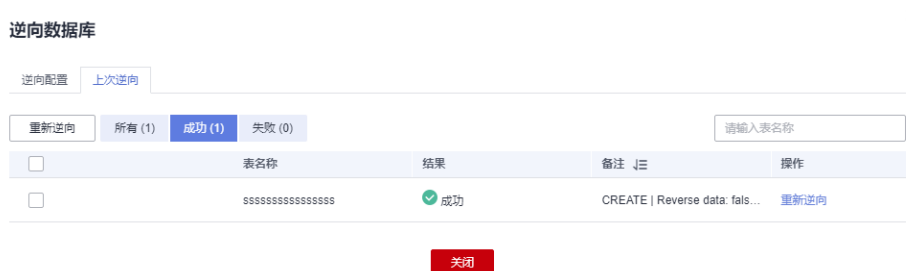 逆向数据库
逆向配置 上次逆向
重新逆向 所有 (1) 成功 (1) 失败 (0) 请输入表名称
表名称 结果 备注 操作
ssssssssssssssss 成功 CREATE | Reverse data: fals... 重新逆向
关闭